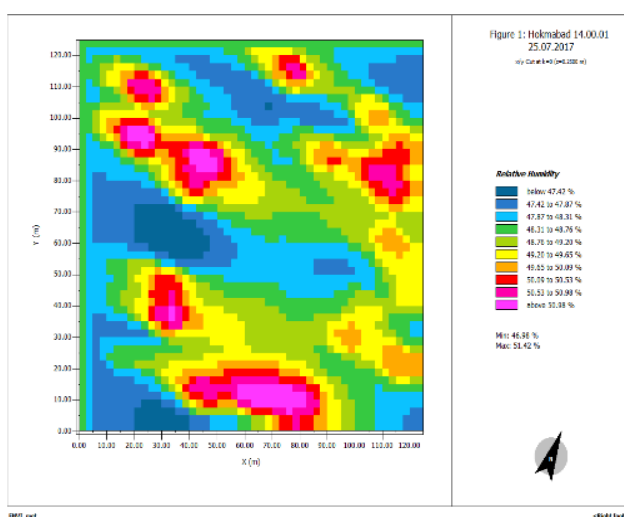 Figure 1: Hokmabad 14.00.01
25.07.2017
x/y Cut at k=0 (z=0.2500 m)
120.00
110.00
100.00
90.00
80.00
70.00
60.00
50.00
40.00
30.00
20.00
10.00
0.00
Y (m)
0.00 10.00 20.00 30.00 40.00 50.00 60.00 70.00 80.00 90.00 100.00 110.00 120.00
X (m)
Relative Humidity
below 47.42 %
47.42 to 47.87 %
47.87 to 48.31 %
48.31 to 48.76 %
48.76 to 49.20 %
49.20 to 49.65 %
49.65 to 50.09 %
50.09 to 50.53 %
50.53 to 50.98 %
above 50.98 %
Min: 46.98 %
Max: 51.42 %
N